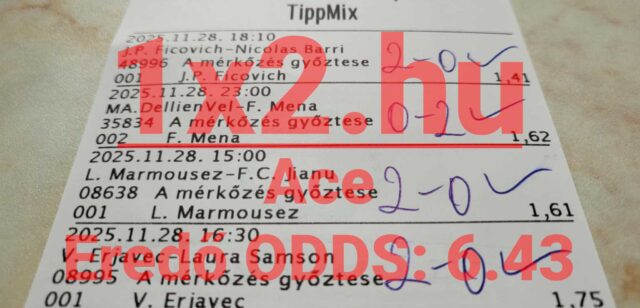 TippMix
2025.11.28. 18:10
J.P. Ficovich-Nicolas Barri
48996 A mérkőzés győztese
001 J.P. Ficovich 1,41
2-0 ✓
2025.11.28. 23:00
MA.DellienVel-F. Mena
35834 A mérkőzés győztese
002 F. Mena 1,62
0-2 ✓
2025.11.28. 15:00
L. Marmousez-F.C. Jianu
08638 A mérkőzés győztese
001 L. Marmousez 1,61
2-0 ✓
2025.11.28. 16:30
V. Erjavec-Laura Samson
08995 A mérkőzés győztese
001 V. Erjavec 1,75
2-0 ✓
1x2.hu
Ace
Eredő ODDS: 6.43